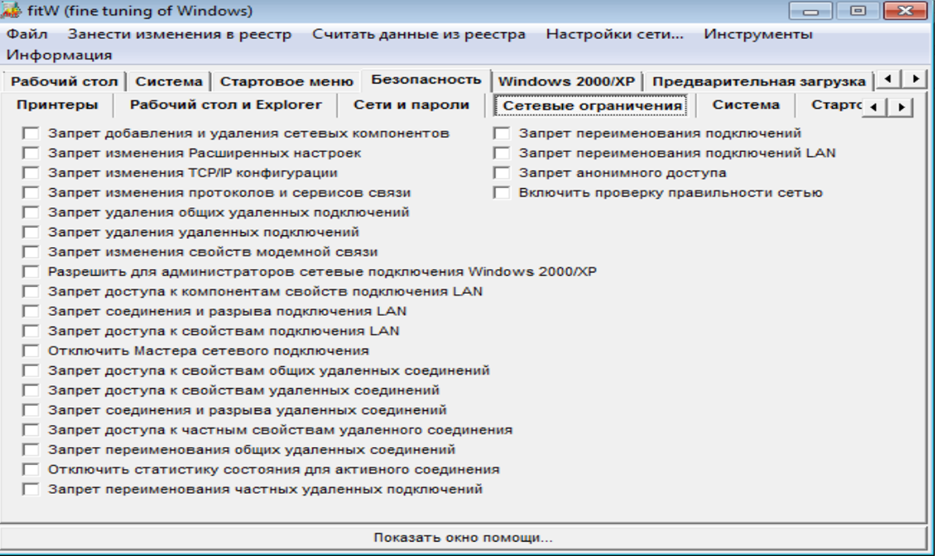 fitW (fine tuning of Windows)
Файл Занести изменения в реестр Считать данные из реестра Настройки сети... Инструменты
Информация
Рабочий стол Система Стартовое меню Безопасность Windows 2000/XP Предварительная загрузка
Принтеры Рабочий стол и Explorer Сети и пароли Сетевые ограничения Система
Запрет добавления и удаления сетевых компонентов
Запрет изменения Расширенных настроек
Запрет изменения TCP/IP конфигурации
Запрет изменения протоколов и сервисов связи
Запрет удаления общих удаленных подключений
Запрет удаления удаленных подключений
Запрет изменения свойств модемной связи
Разрешить для администраторов сетевые подключения Windows 2000/XP
Запрет доступа к компонентам свойств подключения LAN
Запрет соединения и разрыва подключения LAN
Запрет доступа к свойствам подключения LAN
Отключить Мастера сетевого подключения
Запрет доступа к свойствам общих удаленных соединений
Запрет доступа к свойствам удаленных соединений
Запрет соединения и разрыва удаленных соединений
Запрет доступа к частным свойствам удаленного соединения
Запрет переименования общих удаленных соединений
Отключить статистику состояния для активного соединения
Запрет переименования частных удаленных подключений
Запрет переименования подключений
Запрет переименования подключений LAN
Запрет анонимного доступа
Включить проверку правильности сетью
Показать окно помощи...